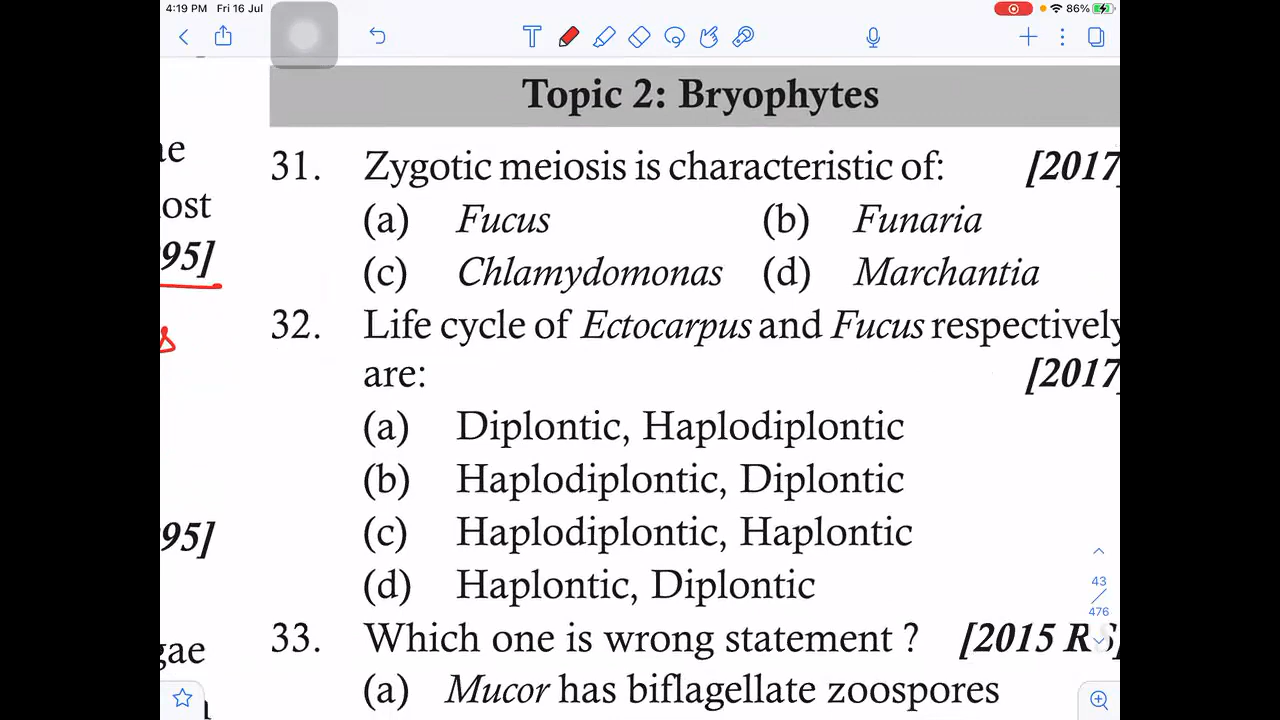 4:19 PM Fri 16 Jul
86%
Topic 2: Bryophytes
ost
95]
31. Zygotic meiosis is characteristic of: [2017
(a) Fucus (b) Funaria
(c) Chlamydomonas (d) Marchantia
32. Life cycle of Ectocarpus and Fucus respectively
are: [2017
(a) Diplontic, Haplodiplontic
(b) Haplodiplontic, Diplontic
(c) Haplodiplontic, Haplontic
(d) Haplontic, Diplontic
95]
gae
43
476
33. Which one is wrong statement ? [2015 RS]
(a) Mucor has biflagellate zoospores